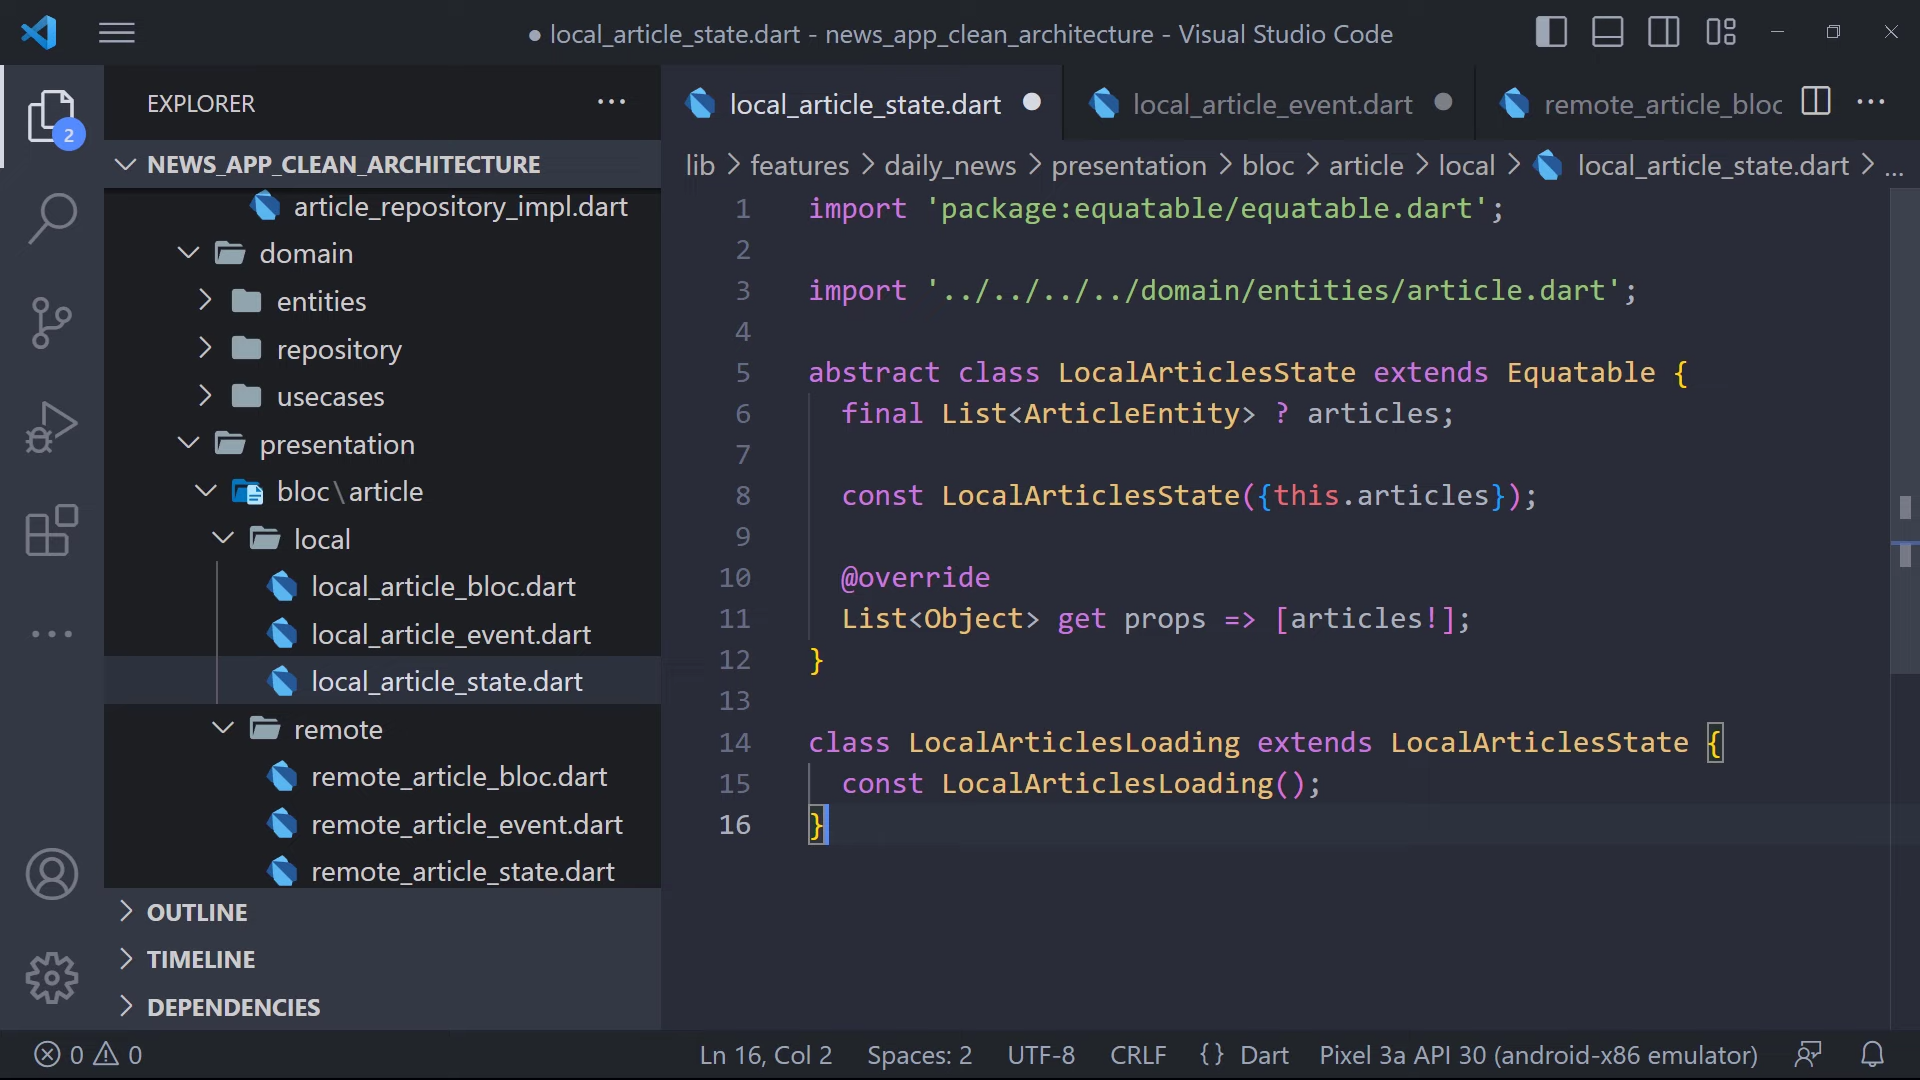 ● local_article_state.dart - news_app_clean_architecture - Visual Studio Code
2
EXPLORER
NEWS_APP_CLEAN_ARCHITECTURE
article_repository_impl.dart
domain
entities
repository
usecases
presentation
bloc\article
local
local_article_bloc.dart
local_article_event.dart
local_article_state.dart
remote
remote_article_bloc.dart
remote_article_event.dart
remote_article_state.dart
OUTLINE
TIMELINE
DEPENDENCIES
local_article_state.dart ● local_article_event.dart ● remote_article_bloc
lib > features > daily_news > presentation > bloc > article > local > local_article_state.dart > ...
1 import 'package:equatable/equatable.dart';
2
3 import '../../../../domain/entities/article.dart';
4
5 abstract class LocalArticlesState extends Equatable {
6 final List<ArticleEntity> ? articles;
7
8 const LocalArticlesState({this.articles});
9
10 @override
11 List<Object> get props => [articles!];
12 }
13
14 class LocalArticlesLoading extends LocalArticlesState {
15 const LocalArticlesLoading();
16 }
0 0 Ln 16, Col 2 Spaces: 2 UTF-8 CRLF {} Dart Pixel 3a API 30 (android-x86 emulator)